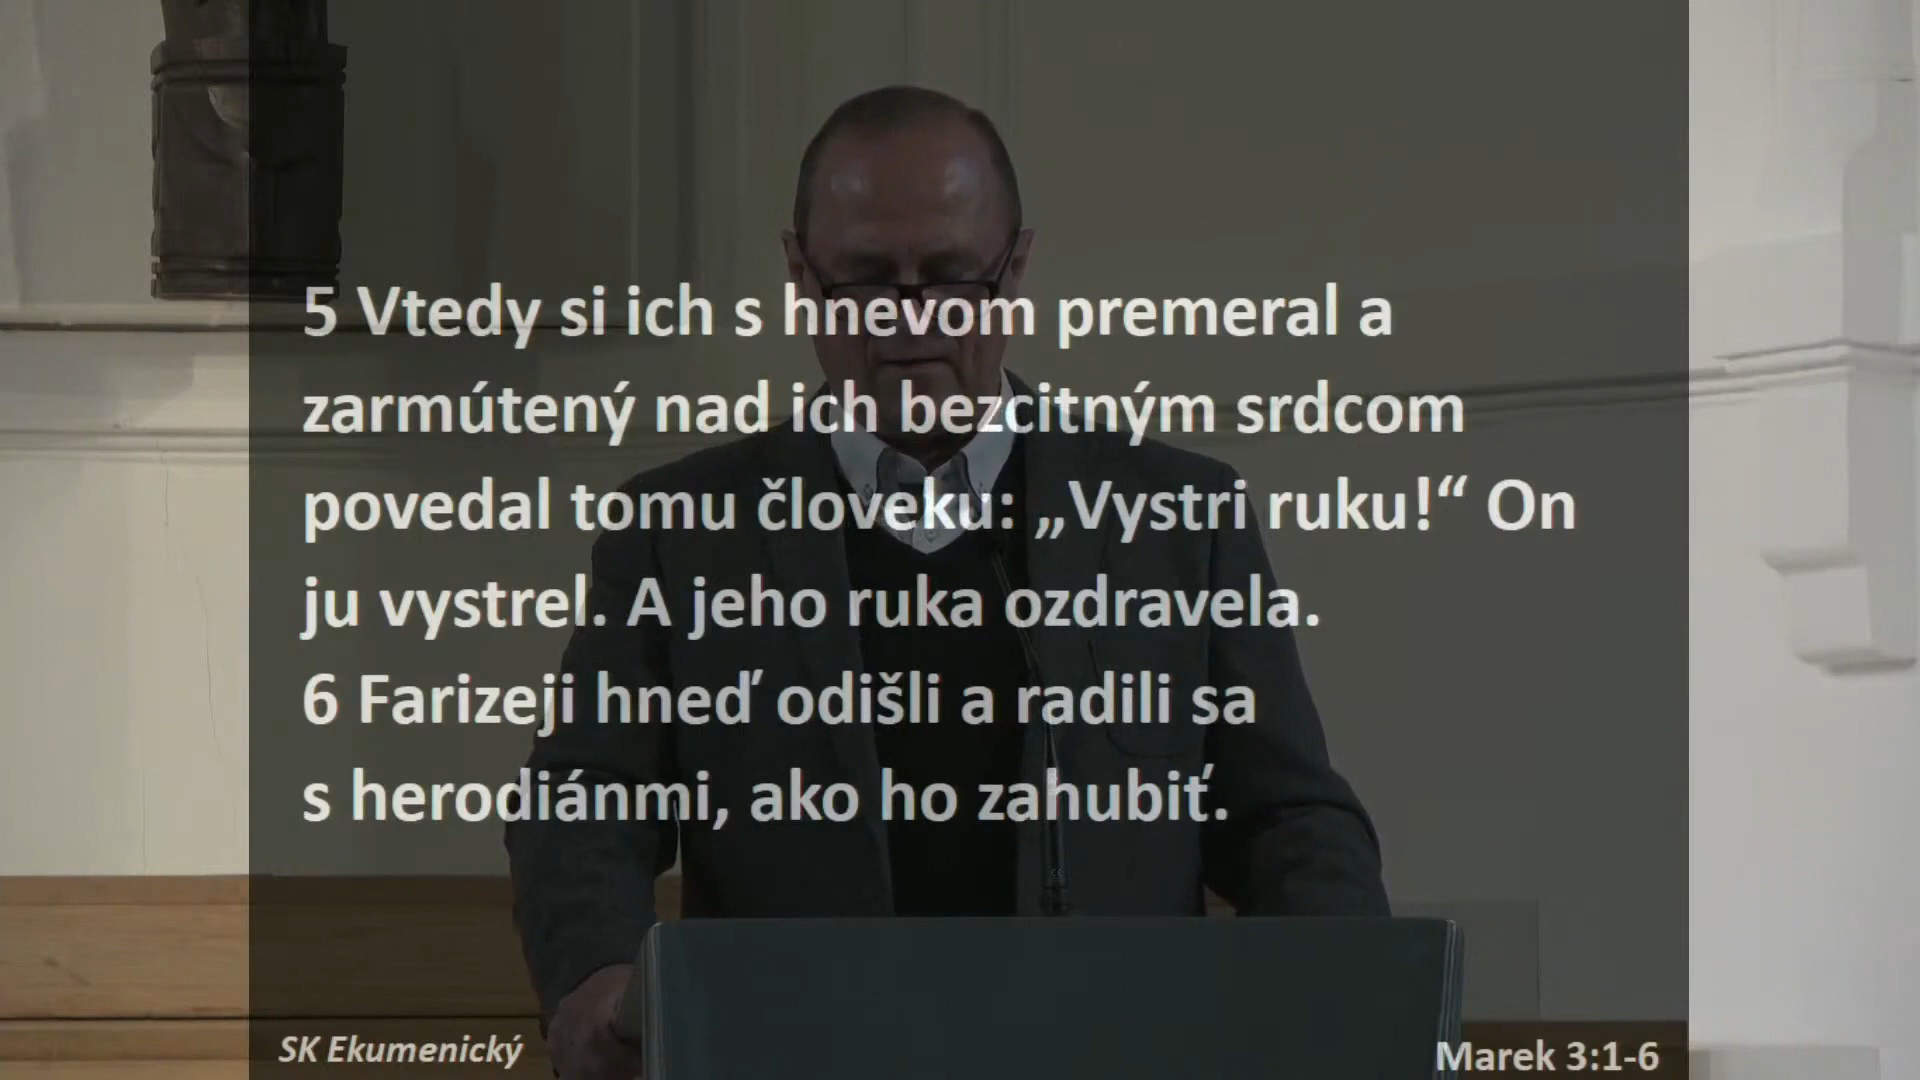 5 Vtedy si ich s hnevom premeral a
zarmútený nad ich bezcitným srdcom
povedal tomu človeku: „Vystri ruku!“ On
ju vystrel. A jeho ruka ozdravela.
6 Farizeji hneď odišli a radili sa
s herodiánmi, ako ho zahubiť.
SK Ekumenický
Marek 3:1-6